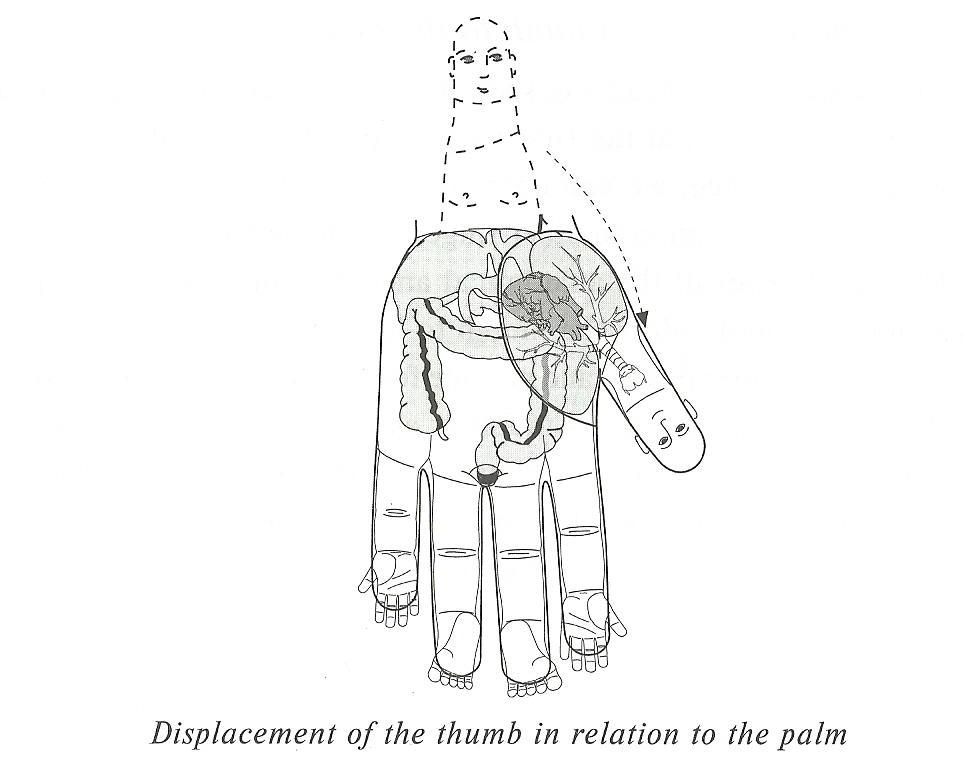 Displacement of the thumb in relation to the palm